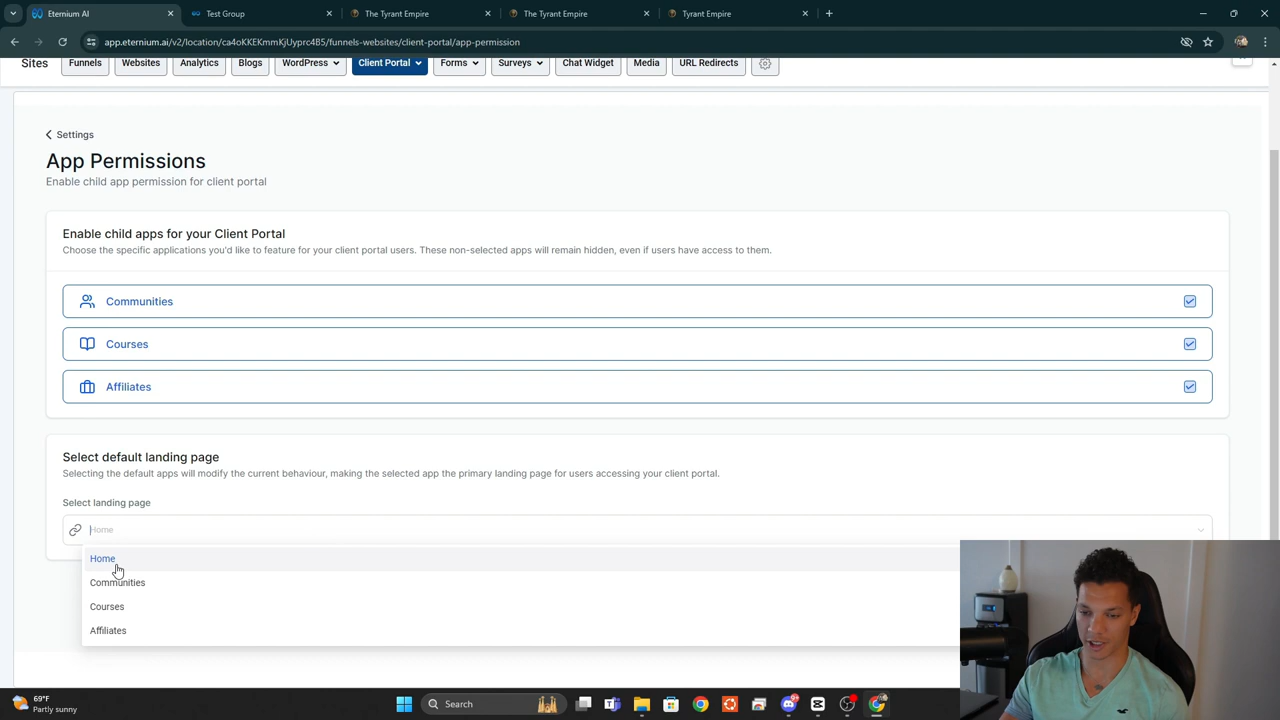 Eternium AI
Test Group
The Tyrant Empire
The Tyrant Empire
Tyrant Empire
app.eternium.ai/v2/location/ca4oKKEKmmKjUyprc4B5/funnels-websites/client-portal/app-permission
Sites
Funnels
Websites
Analytics
Blogs
WordPress
Client Portal
Forms
Surveys
Chat Widget
Media
URL Redirects
Settings
App Permissions
Enable child app permission for client portal
Enable child apps for your Client Portal
Choose the specific applications you'd like to feature for your client portal users. These non-selected apps will remain hidden, even if users have access to them.
Communities
Courses
Affiliates
Select default landing page
Selecting the default apps will modify the current behaviour, making the selected app the primary landing page for users accessing your client portal.
Select landing page
Home
Home
Communities
Courses
Affiliates
69°F
Partly sunny
Search